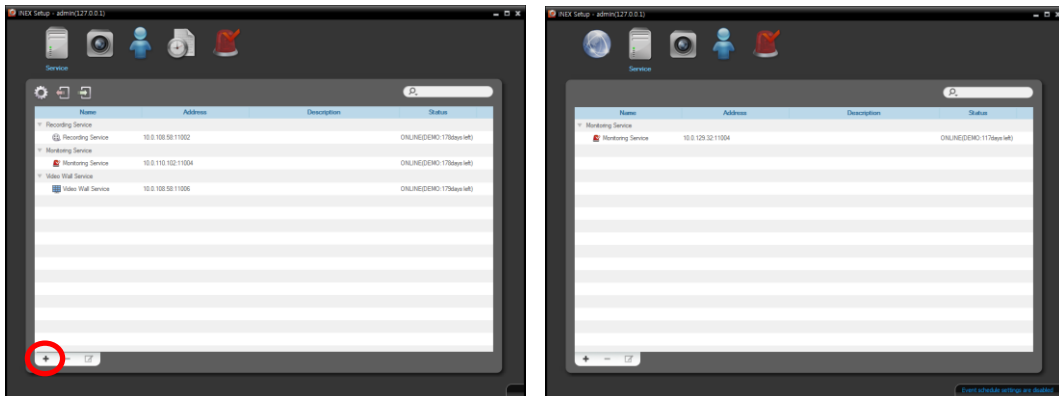 INEX Setup - admin(127.0.0.1)
Service
Name Address Description Status
Recording Service
Recording Service 10.0.108.58:11002 ONLINE(DEMO:178days left)
Monitoring Service
Monitoring Service 10.0.110.102:11004 ONLINE(DEMO:178days left)
Video Wall Service
Video Wall Service 10.0.108.58:11006 ONLINE(DEMO:179days left)
INEX Setup - admin(127.0.0.1)
Service
Name Address Description Status
Monitoring Service
Monitoring Service 10.0.129.32:11004 ONLINE(DEMO:117days left)
Event schedule settings are disabled